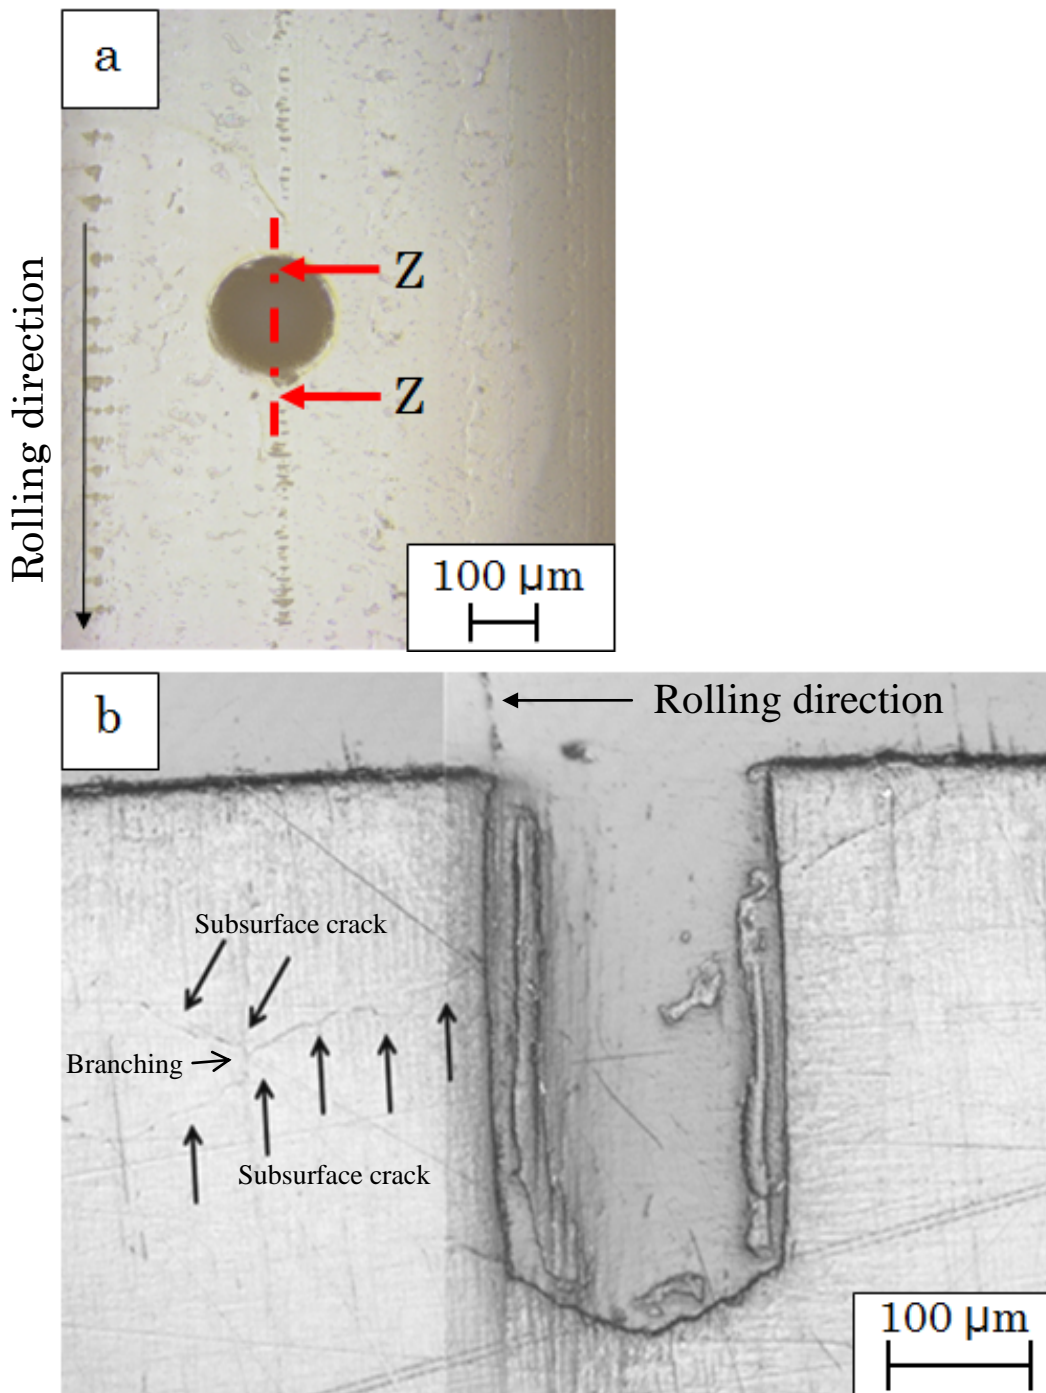 a
Z
Z
Rolling direction
100 μm
b
Rolling direction
Subsurface crack
Branching
Subsurface crack
100 μm